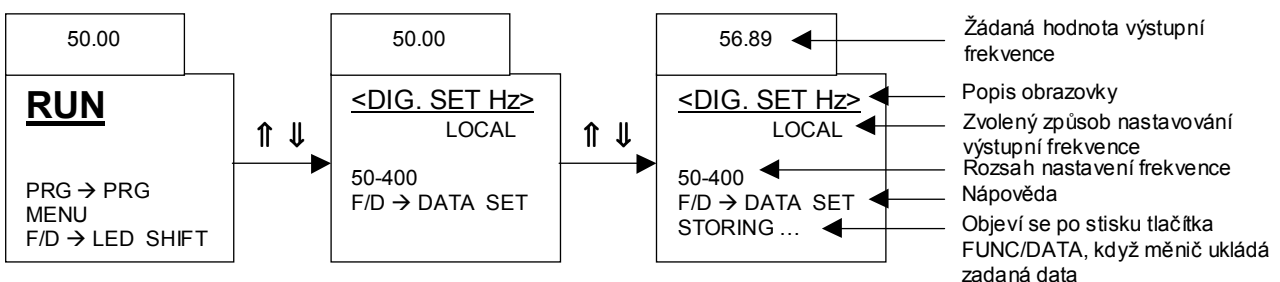 50.00
RUN
PRG → PRG
MENU
F/D → LED SHIFT
⇑ ⇓
50.00
<DIG. SET Hz>
LOCAL
50-400
F/D → DATA SET
⇑ ⇓
56.89
<DIG. SET Hz>
LOCAL
50-400
F/D → DATA SET
STORING ...
Žádaná hodnota výstupní
frekvence
Popis obrazovky
Zvolený způsob nastavování
výstupní frekvence
Rozsah nastavení frekvence
Nápověda
Objeví se po stisku tlačítka
FUNC/DATA, když měnič ukládá
zadaná data